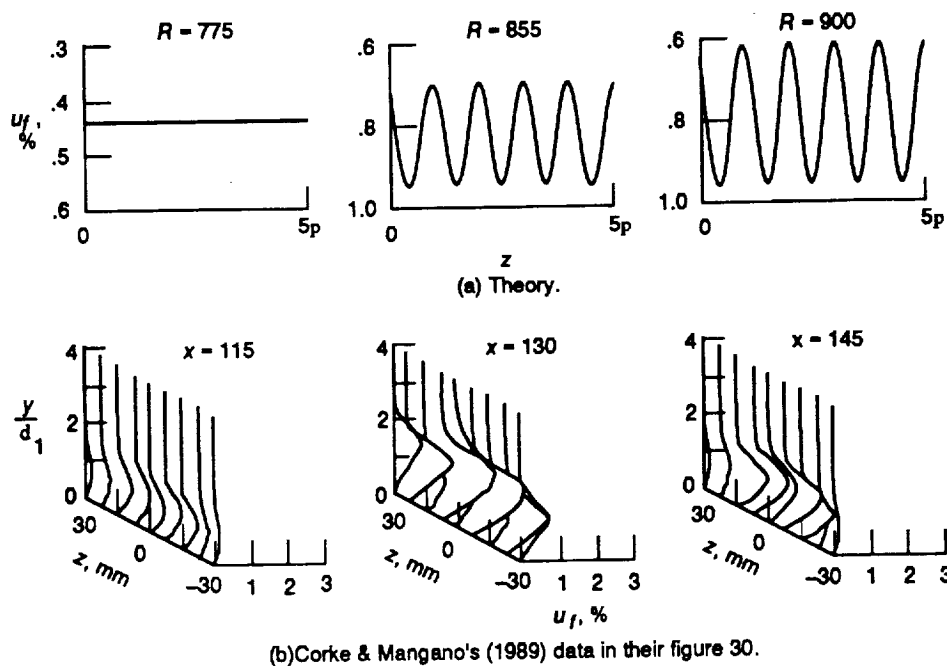 R = 775
R = 855
R = 900
.3
.4
.5
.6
u_f, %
0
5p
.6
.8
1.0
0
5p
.6
.8
1.0
0
5p
z
(a) Theory.
x = 115
x = 130
x = 145
4
2
0
y/d_1
30
0
–30
z, mm
1 2 3
4
2
0
30
0
–30
z, mm
1 2 3
u_f, %
4
2
0
30
0
–30
z, mm
1 2 3
(b)Corke & Mangano's (1989) data in their figure 30.